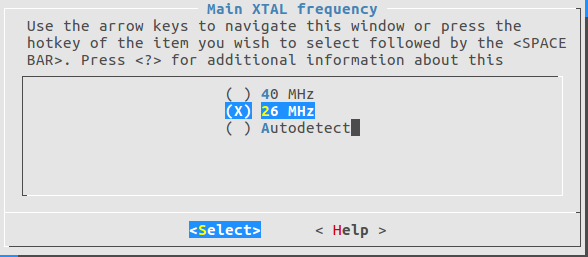 Main XTAL frequency
Use the arrow keys to navigate this window or press the
hotkey of the item you wish to select followed by the <SPACE
BAR>. Press <?> for additional information about this
( ) 40 MHz
(X) 26 MHz
( ) Autodetect
<Select> < Help >